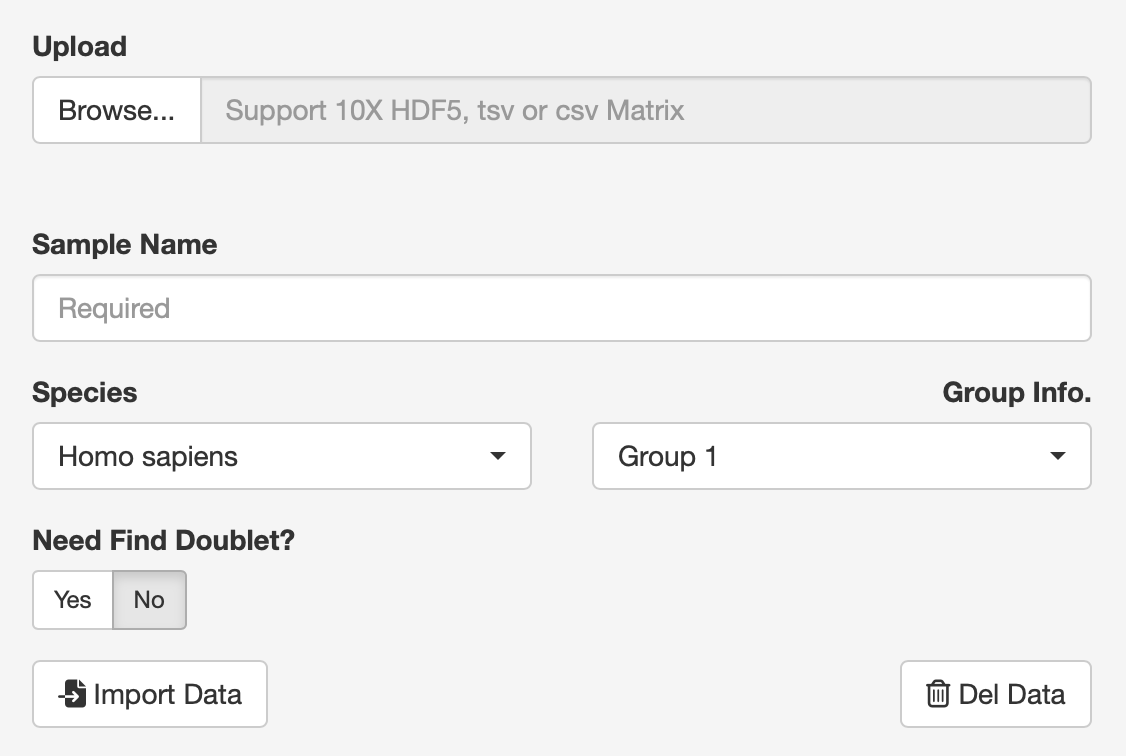 Upload
Browse... Support 10X HDF5, tsv or csv Matrix
Sample Name
Required
Species Group Info.
Homo sapiens Group 1
Need Find Doublet?
Yes No
Import Data Del Data